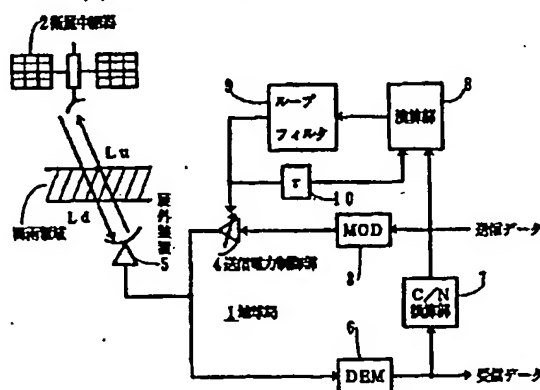 2 衛星中継器
9
ループ
フィルタ
8
演算部
Lu
Ld
降雨領域
屋外装置
5
τ
10
4 送信電力制御部
MOD
3
送信データ
1 地球局
C/N
演算部
7
6
DEM
受信データ